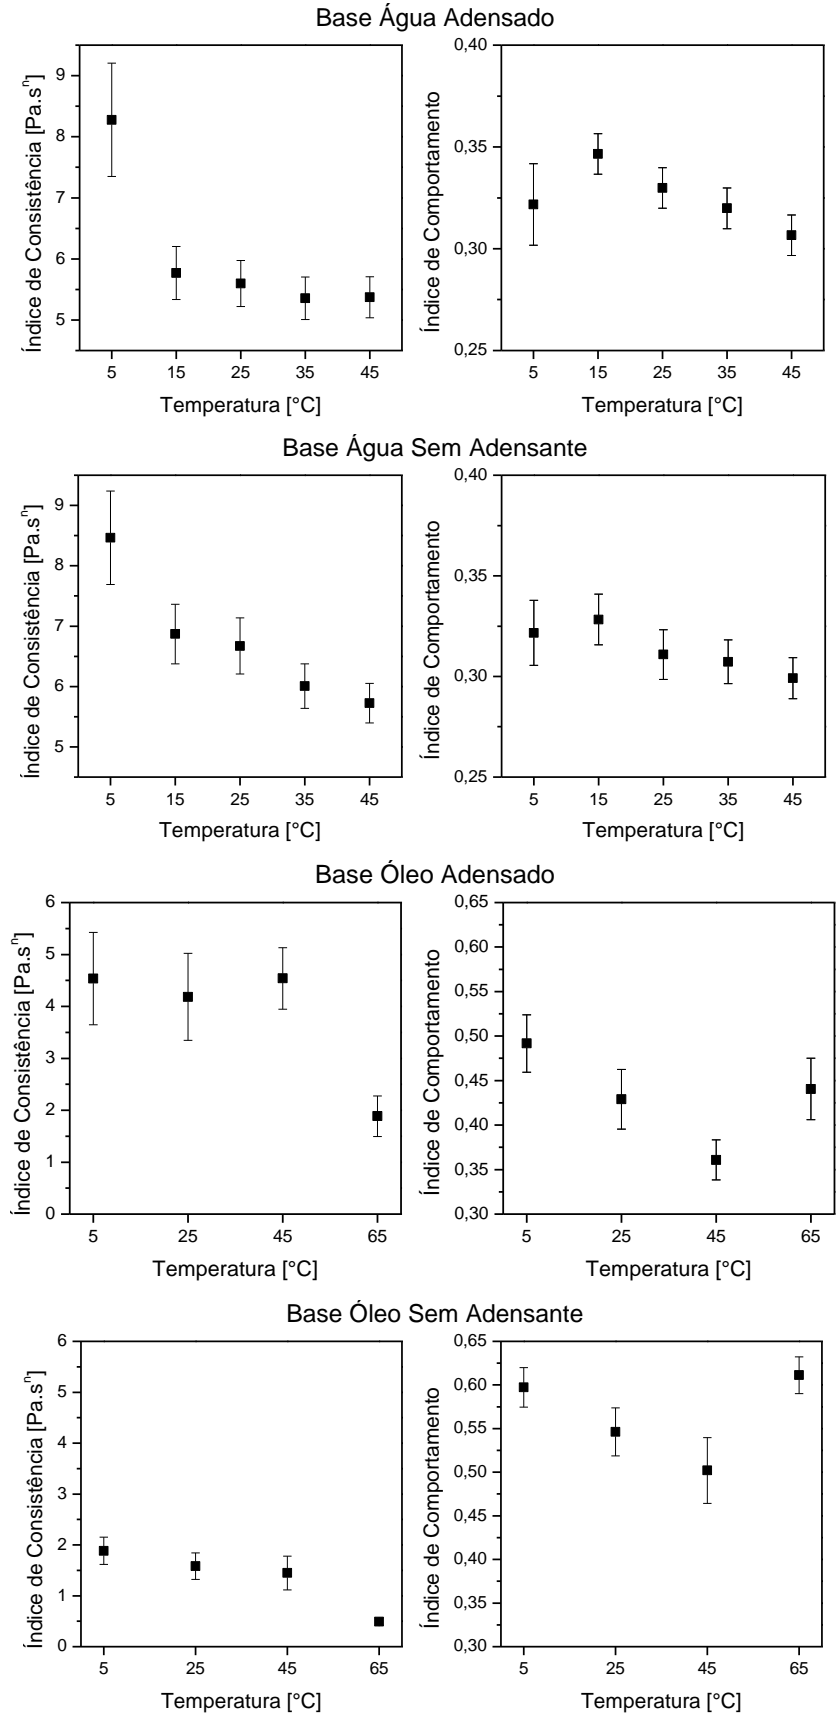 Base Água Adensado
Índice de Consistência [Pa.sⁿ]
9
8
7
6
5
5 15 25 35 45
Temperatura [°C]
Índice de Comportamento
0,40
0,35
0,30
0,25
5 15 25 35 45
Temperatura [°C]
Base Água Sem Adensante
Índice de Consistência [Pa.sⁿ]
9
8
7
6
5
5 15 25 35 45
Temperatura [°C]
Índice de Comportamento
0,40
0,35
0,30
0,25
5 15 25 35 45
Temperatura [°C]
Base Óleo Adensado
Índice de Consistência [Pa.sⁿ]
6
5
4
3
2
1
0
5 25 45 65
Temperatura [°C]
Índice de Comportamento
0,65
0,60
0,55
0,50
0,45
0,40
0,35
0,30
5 25 45 65
Temperatura [°C]
Base Óleo Sem Adensante
Índice de Consistência [Pa.sⁿ]
6
5
4
3
2
1
0
5 25 45 65
Temperatura [°C]
Índice de Comportamento
0,65
0,60
0,55
0,50
0,45
0,40
0,35
0,30
5 25 45 65
Temperatura [°C]